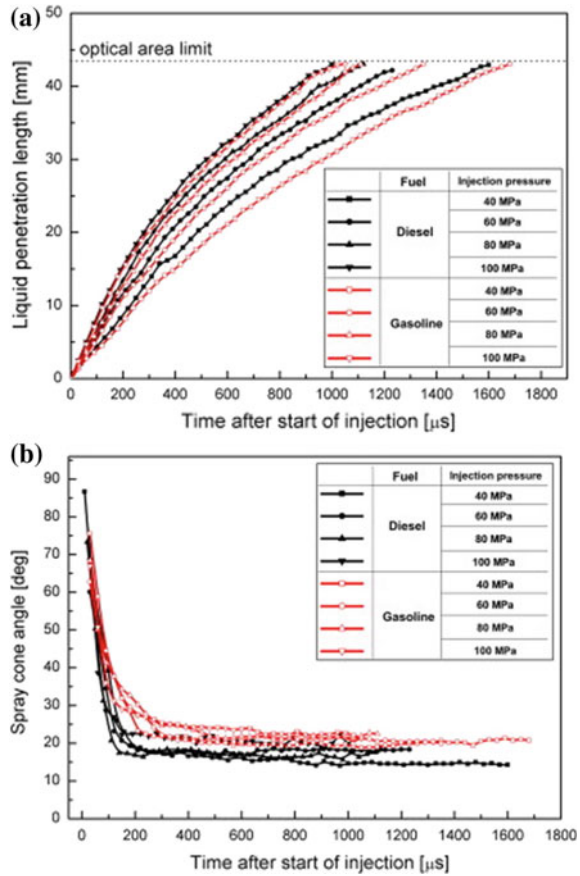 (a)
optical area limit
50
40
30
20
10
0
Liquid penetration length [mm]
Fuel Injection pressure
Diesel
40 MPa
60 MPa
80 MPa
100 MPa
Gasoline
40 MPa
60 MPa
80 MPa
100 MPa
200 400 600 800 1000 1200 1400 1600 1800
Time after start of injection [μs]
(b)
90
80
70
60
50
40
30
20
10
0
Spray cone angle [deg]
Fuel Injection pressure
Diesel
40 MPa
60 MPa
80 MPa
100 MPa
Gasoline
40 MPa
60 MPa
80 MPa
100 MPa
0 200 400 600 800 1000 1200 1400 1600 1800
Time after start of injection [μs]